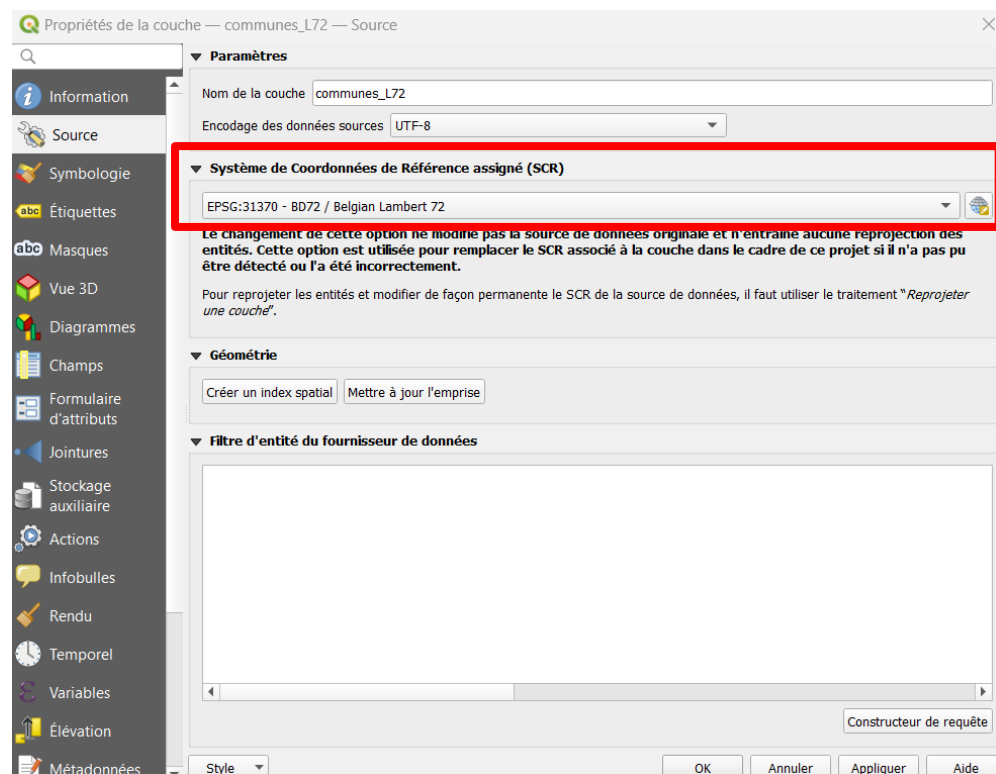 Propriétés de la couche — communes_L72 — Source
Information
Source
Symbologie
abc Étiquettes
abc Masques
Vue 3D
Diagrammes
Champs
Formulaire
d'attributs
Jointures
Stockage
auxiliaire
Actions
Infobulles
Rendu
Temporel
Variables
Élévation
Métadonnées
Paramètres
Nom de la couche communes_L72
Encodage des données sources UTF-8
Système de Coordonnées de Référence assigné (SCR)
EPSG:31370 - BD72 / Belgian Lambert 72
Le changement de cette option ne modifie pas la source de données originale et n'entraîne aucune reprojection des
entités. Cette option est utilisée pour remplacer le SCR associé à la couche dans le cadre de ce projet si il n'a pas pu
être détecté ou l'a été incorrectement.
Pour reprojeter les entités et modifier de façon permanente le SCR de la source de données, il faut utiliser le traitement "Reprojeter
une couche".
Géométrie
Créer un index spatial Mettre à jour l'emprise
Filtre d'entité du fournisseur de données
Constructeur de requête
Style OK Annuler Appliquer Aide